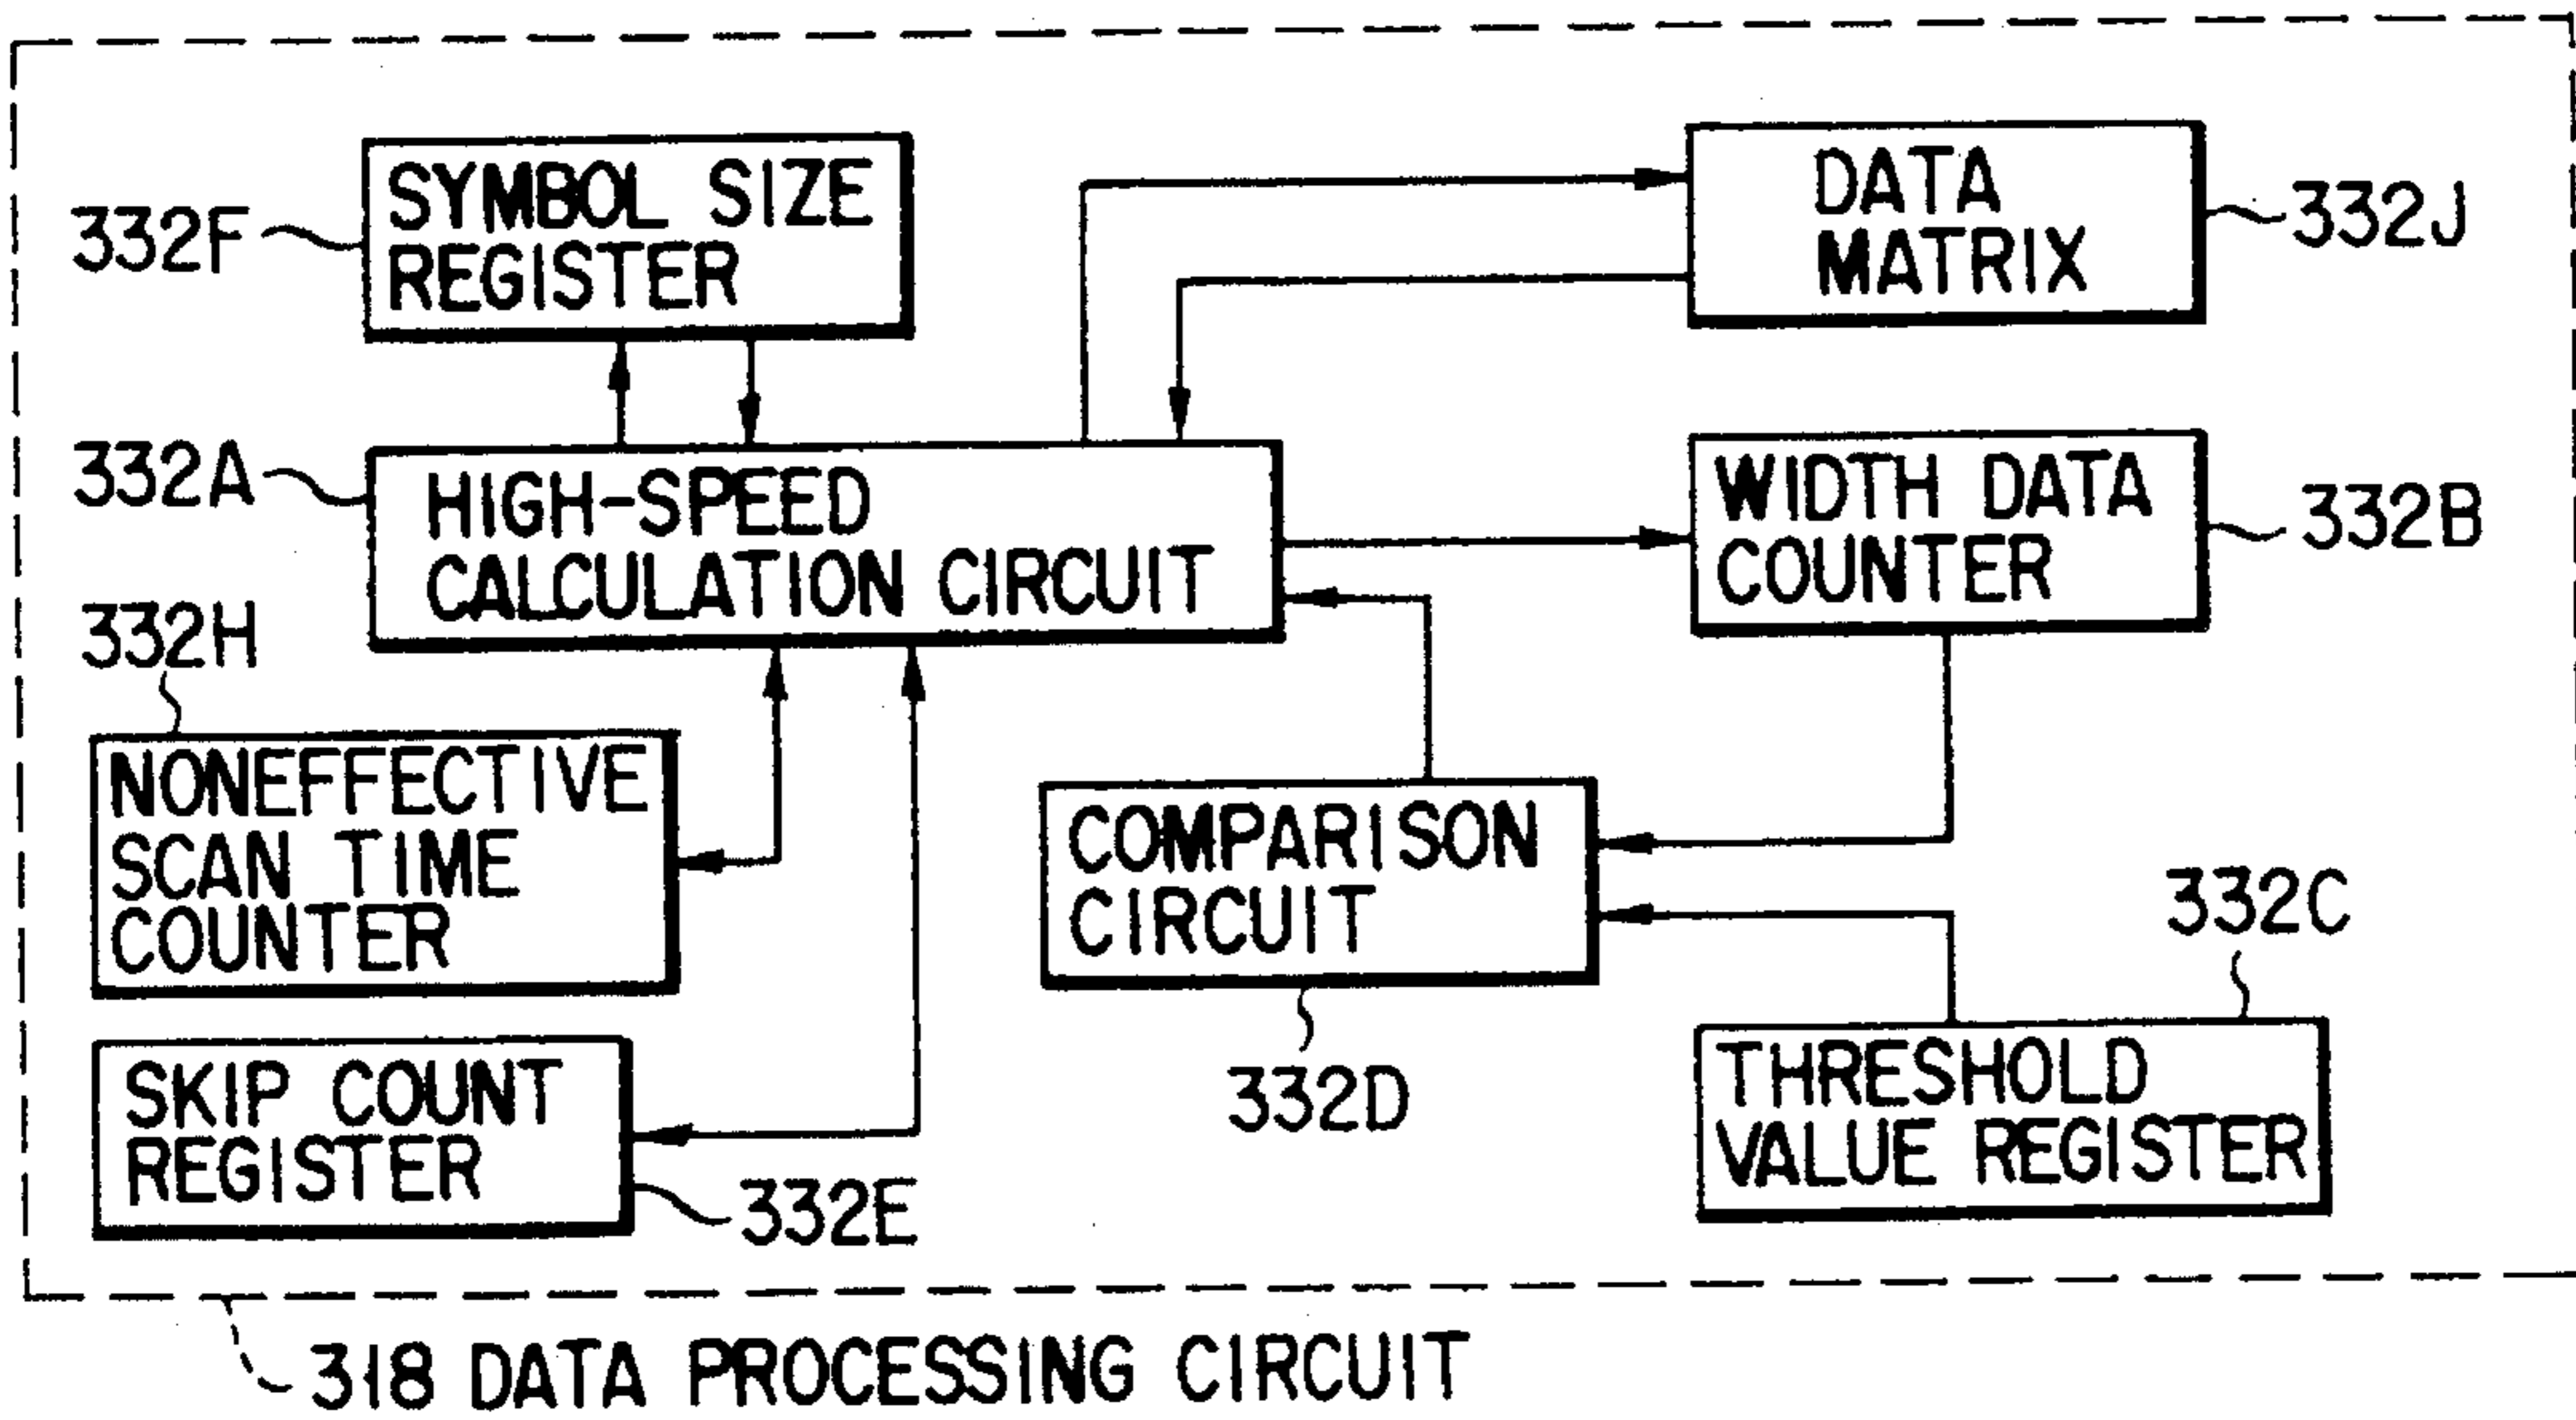 332F
SYMBOL SIZE
REGISTER
DATA
MATRIX
332J
332A
HIGH-SPEED
CALCULATION CIRCUIT
WIDTH DATA
COUNTER
332B
332H
NONEFFECTIVE
SCAN TIME
COUNTER
COMPARISON
CIRCUIT
332D
332C
THRESHOLD
VALUE REGISTER
SKIP COUNT
REGISTER
332E
318 DATA PROCESSING CIRCUIT